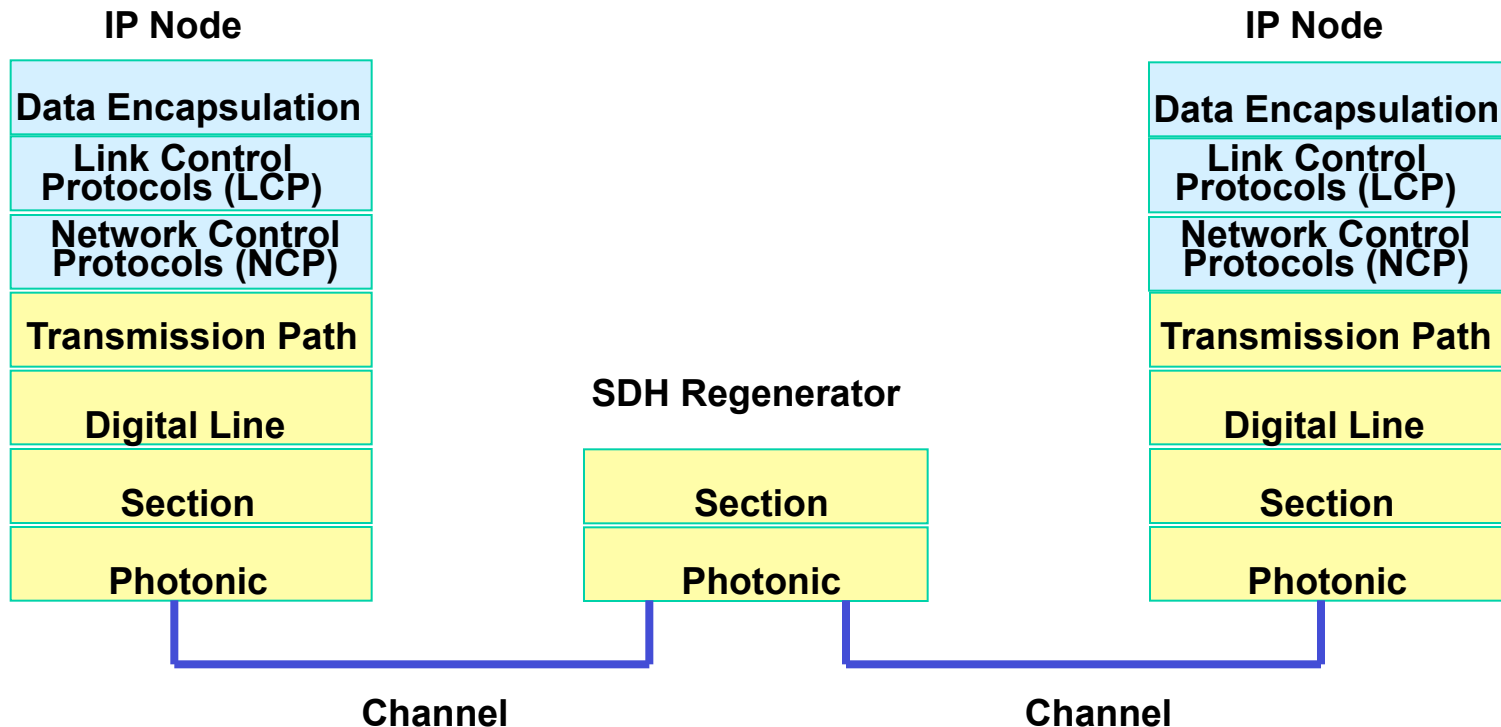 IP Node
Data Encapsulation
Link Control
Protocols (LCP)
Network Control
Protocols (NCP)
Transmission Path
Digital Line
Section
Photonic
SDH Regenerator
Section
Photonic
IP Node
Data Encapsulation
Link Control
Protocols (LCP)
Network Control
Protocols (NCP)
Transmission Path
Digital Line
Section
Photonic
Channel
Channel